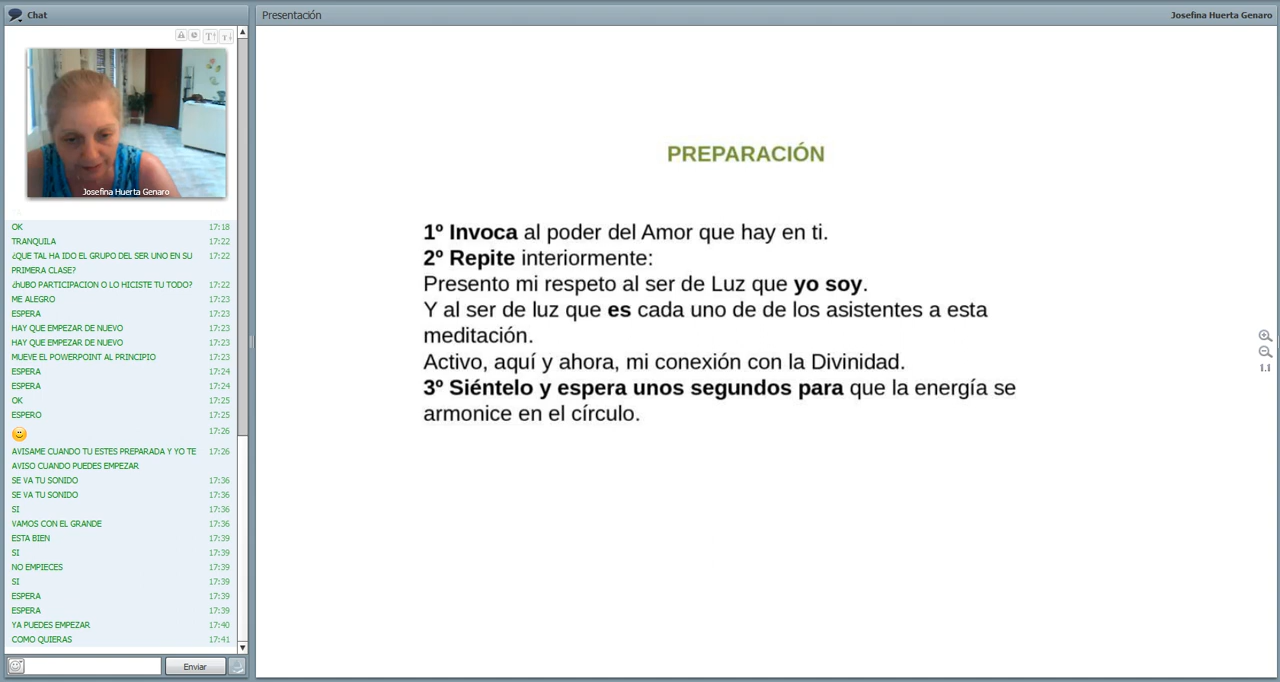 Chat
Josefina Huerta Genaro
OK 17:18
TRANQUILA 17:22
¿QUE TAL HA IDO EL GRUPO DEL SER UNO EN SU 17:22
PRIMERA CLASE?
¿hUBO PARTICIPACION O LO HICISTE TU TODO? 17:22
ME ALEGRO 17:23
ESPERA 17:23
HAY QUE EMPEZAR DE NUEVO 17:23
HAY QUE EMPEZAR DE NUEVO 17:23
MUEVE EL POWERPOINT AL PRINCIPIO 17:23
ESPERA 17:24
ESPERA 17:24
OK 17:25
ESPERO 17:25
17:26
AVISAME CUANDO TU ESTES PREPARADA Y YO TE 17:26
AVISO CUANDO PUEDES EMPEZAR
SE VA TU SONIDO 17:36
SE VA TU SONIDO 17:36
SI 17:36
VAMOS CON EL GRANDE 17:36
ESTA BIEN 17:39
SI 17:39
NO EMPIECES 17:39
SI 17:39
ESPERA 17:39
ESPERA 17:39
YA PUEDES EMPEZAR 17:40
COMO QUIERAS 17:41
Enviar
Presentación
Josefina Huerta Genaro
PREPARACIÓN
1º Invoca al poder del Amor que hay en ti.
2º Repite interiormente:
Presento mi respeto al ser de Luz que yo soy.
Y al ser de luz que es cada uno de de los asistentes a esta
meditación.
Activo, aquí y ahora, mi conexión con la Divinidad.
3º Siéntelo y espera unos segundos para que la energía se
armonice en el círculo.
1.1